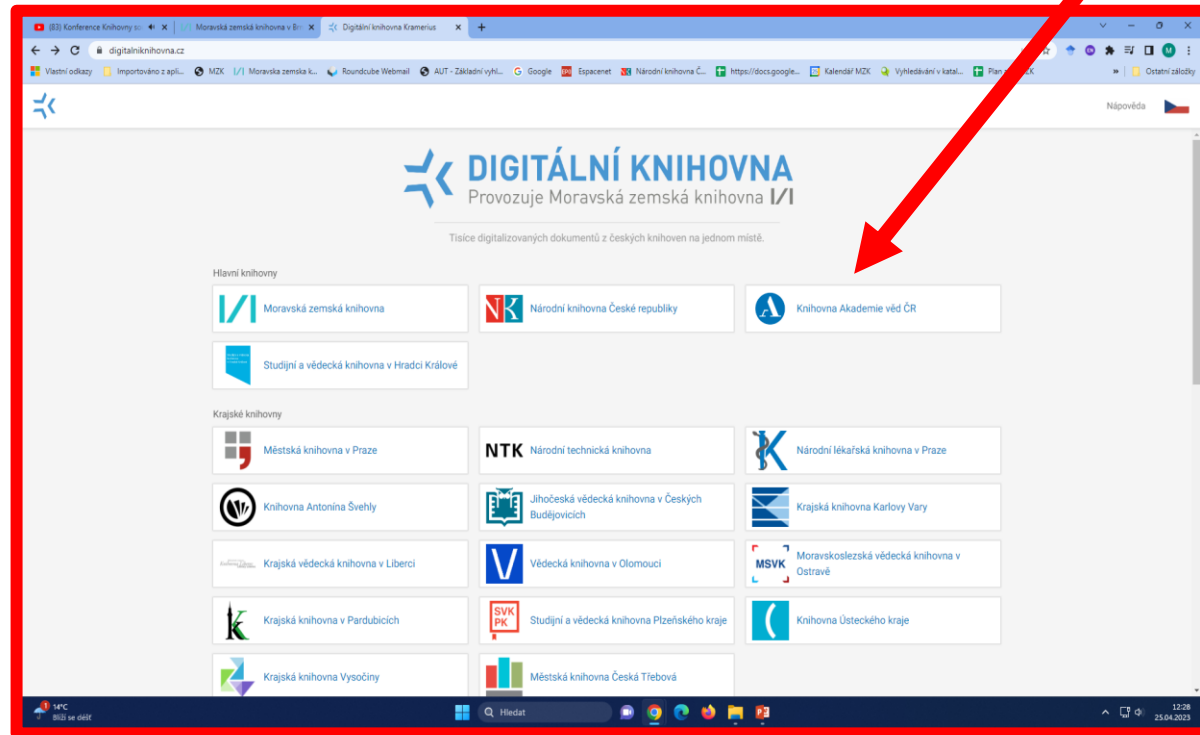 (83) Konference Knihovny so
Moravská zemská knihovna v Brn
Digitální knihovna Kramerius
digitalniknihovna.cz
Vlastní odkazy
Importováno z apli...
MZK
Moravska zemska k...
Roundcube Webmail
AUT - Základní vyhl...
Google
Espacenet
Národní knihovna Č...
https://docs.google...
Kalendář MZK
Vyhledávání v katal...
Ostatní záložky
Nápověda
DIGITÁLNÍ KNIHOVNA
Provozuje Moravská zemská knihovna
Tisíce digitalizovaných dokumentů z českých knihoven na jednom místě.
Hlavní knihovny
Moravská zemská knihovna
NK
Národní knihovna České republiky
A
Knihovna Akademie věd ČR
Studijní a vědecká knihovna v Hradci Králové
Krajské knihovny
Městská knihovna v Praze
NTK
Národní technická knihovna
K
Národní lékařská knihovna v Praze
Knihovna Antonína Švehly
Jihočeská vědecká knihovna v Českých
Budějovicích
Krajská knihovna Karlovy Vary
Krajská vědecká knihovna v Liberci
V
Vědecká knihovna v Olomouci
MSVK
Moravskoslezská vědecká knihovna v
Ostravě
k
Krajská knihovna v Pardubicích
SVK
PK
Studijní a vědecká knihovna Plzeňského kraje
Knihovna Ústeckého kraje
Krajská knihovna Vysočiny
Městská knihovna Česká Třebová
1
14°C
Blíží se déšť
Hledat
12:28
25.04.2023